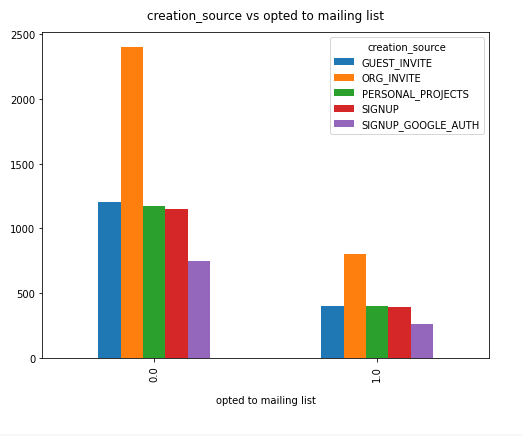 creation_source vs opted to mailing list
2500
2000
1500
1000
500
0
creation_source
GUEST_INVITE
ORG_INVITE
PERSONAL_PROJECTS
SIGNUP
SIGNUP_GOOGLE_AUTH
0.0
1.0
opted to mailing list